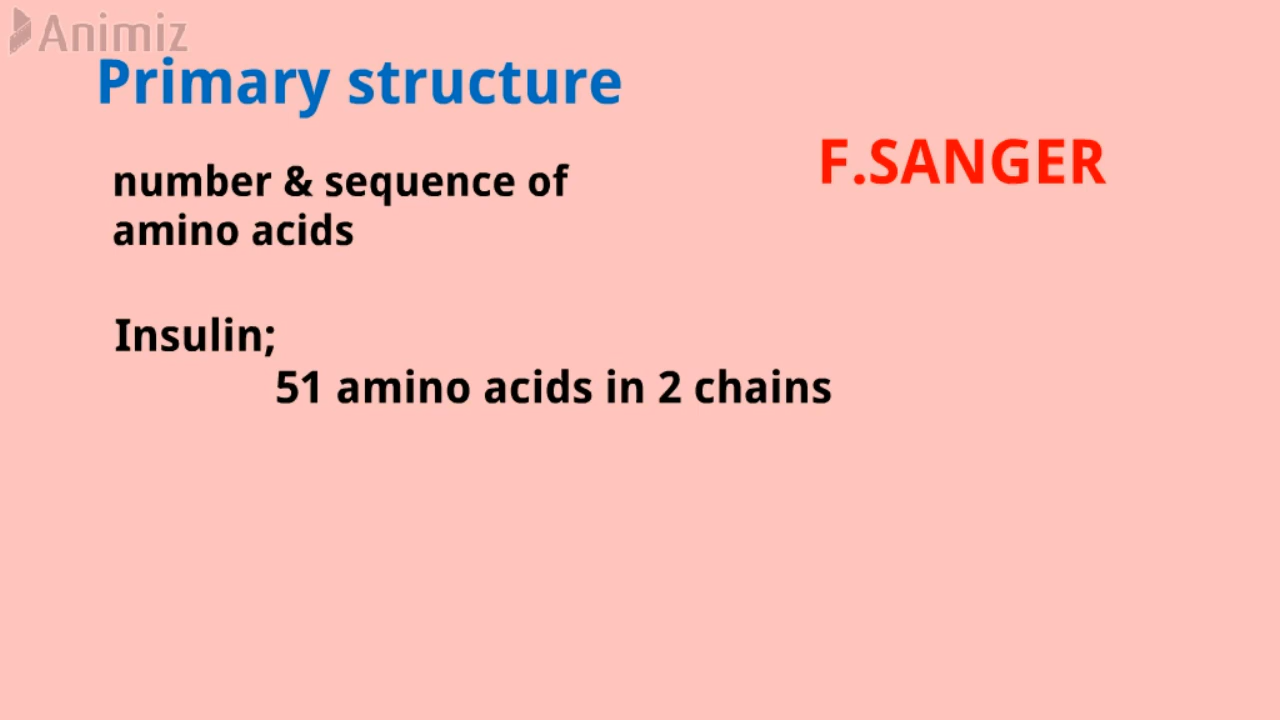 Animiz
Primary structure
F.SANGER
number & sequence of
amino acids
Insulin;
51 amino acids in 2 chains